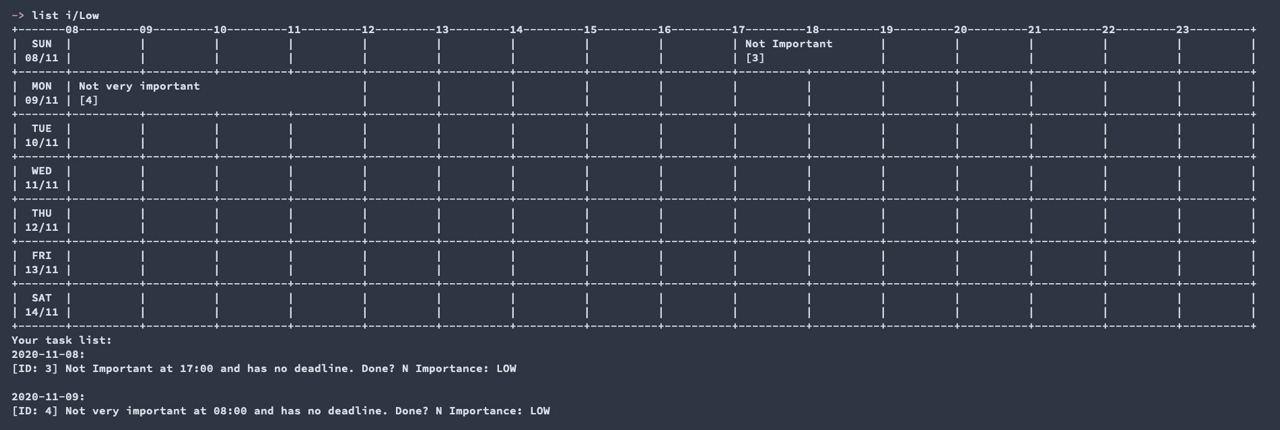 -> list i/Low
+-------08---------09---------10---------11---------12---------13---------14---------15---------16---------17---------18---------19---------20---------21---------22---------23---------+
|  SUN  |          |          |          |          |          |          |          |          |          | Not Important       |          |          |          |          |          |
| 08/11 |          |          |          |          |          |          |          |          |          | [3]                 |          |          |          |          |          |
+-------+----------+----------+----------+----------+----------+----------+----------+----------+----------+----------+----------+----------+----------+----------+----------+----------+
|  MON  | Not very important                        |          |          |          |          |          |          |          |          |          |          |          |          |
| 09/11 | [4]                                       |          |          |          |          |          |          |          |          |          |          |          |          |
+-------+----------+----------+----------+----------+----------+----------+----------+----------+----------+----------+----------+----------+----------+----------+----------+----------+
|  TUE  |          |          |          |          |          |          |          |          |          |          |          |          |          |          |          |          |
| 10/11 |          |          |          |          |          |          |          |          |          |          |          |          |          |          |          |          |
+-------+----------+----------+----------+----------+----------+----------+----------+----------+----------+----------+----------+----------+----------+----------+----------+----------+
|  WED  |          |          |          |          |          |          |          |          |          |          |          |          |          |          |          |          |
| 11/11 |          |          |          |          |          |          |          |          |          |          |          |          |          |          |          |          |
+-------+----------+----------+----------+----------+----------+----------+----------+----------+----------+----------+----------+----------+----------+----------+----------+----------+
|  THU  |          |          |          |          |          |          |          |          |          |          |          |          |          |          |          |          |
| 12/11 |          |          |          |          |          |          |          |          |          |          |          |          |          |          |          |          |
+-------+----------+----------+----------+----------+----------+----------+----------+----------+----------+----------+----------+----------+----------+----------+----------+----------+
|  FRI  |          |          |          |          |          |          |          |          |          |          |          |          |          |          |          |          |
| 13/11 |          |          |          |          |          |          |          |          |          |          |          |          |          |          |          |          |
+-------+----------+----------+----------+----------+----------+----------+----------+----------+----------+----------+----------+----------+----------+----------+----------+----------+
|  SAT  |          |          |          |          |          |          |          |          |          |          |          |          |          |          |          |          |
| 14/11 |          |          |          |          |          |          |          |          |          |          |          |          |          |          |          |          |
+-------+----------+----------+----------+----------+----------+----------+----------+----------+----------+----------+----------+----------+----------+----------+----------+----------+
Your task list:
2020-11-08:
[ID: 3] Not Important at 17:00 and has no deadline. Done? N Importance: LOW

2020-11-09:
[ID: 4] Not very important at 08:00 and has no deadline. Done? N Importance: LOW